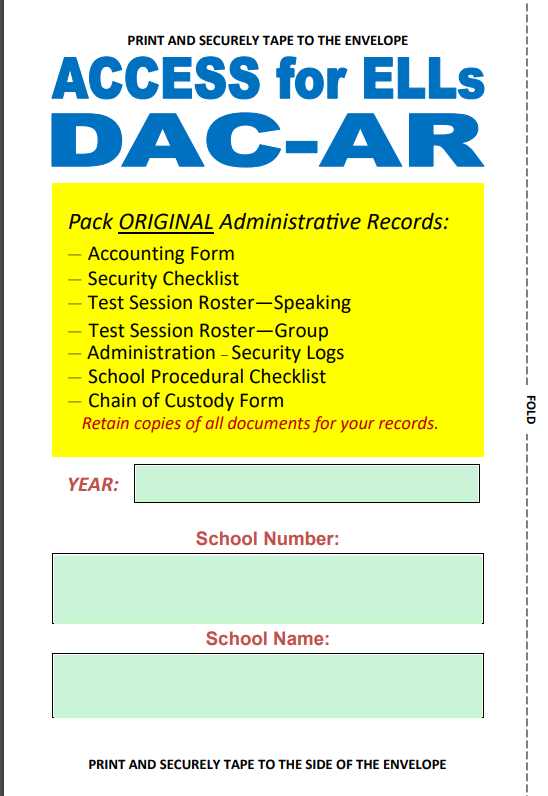 PRINT AND SECURELY TAPE TO THE ENVELOPE
ACCESS for ELLs
DAC-AR
Pack ORIGINAL Administrative Records:
— Accounting Form
— Security Checklist
— Test Session Roster—Speaking
— Test Session Roster—Group
— Administration – Security Logs
— School Procedural Checklist
— Chain of Custody Form
Retain copies of all documents for your records.
YEAR:
School Number:
School Name:
PRINT AND SECURELY TAPE TO THE SIDE OF THE ENVELOPE
FOLD